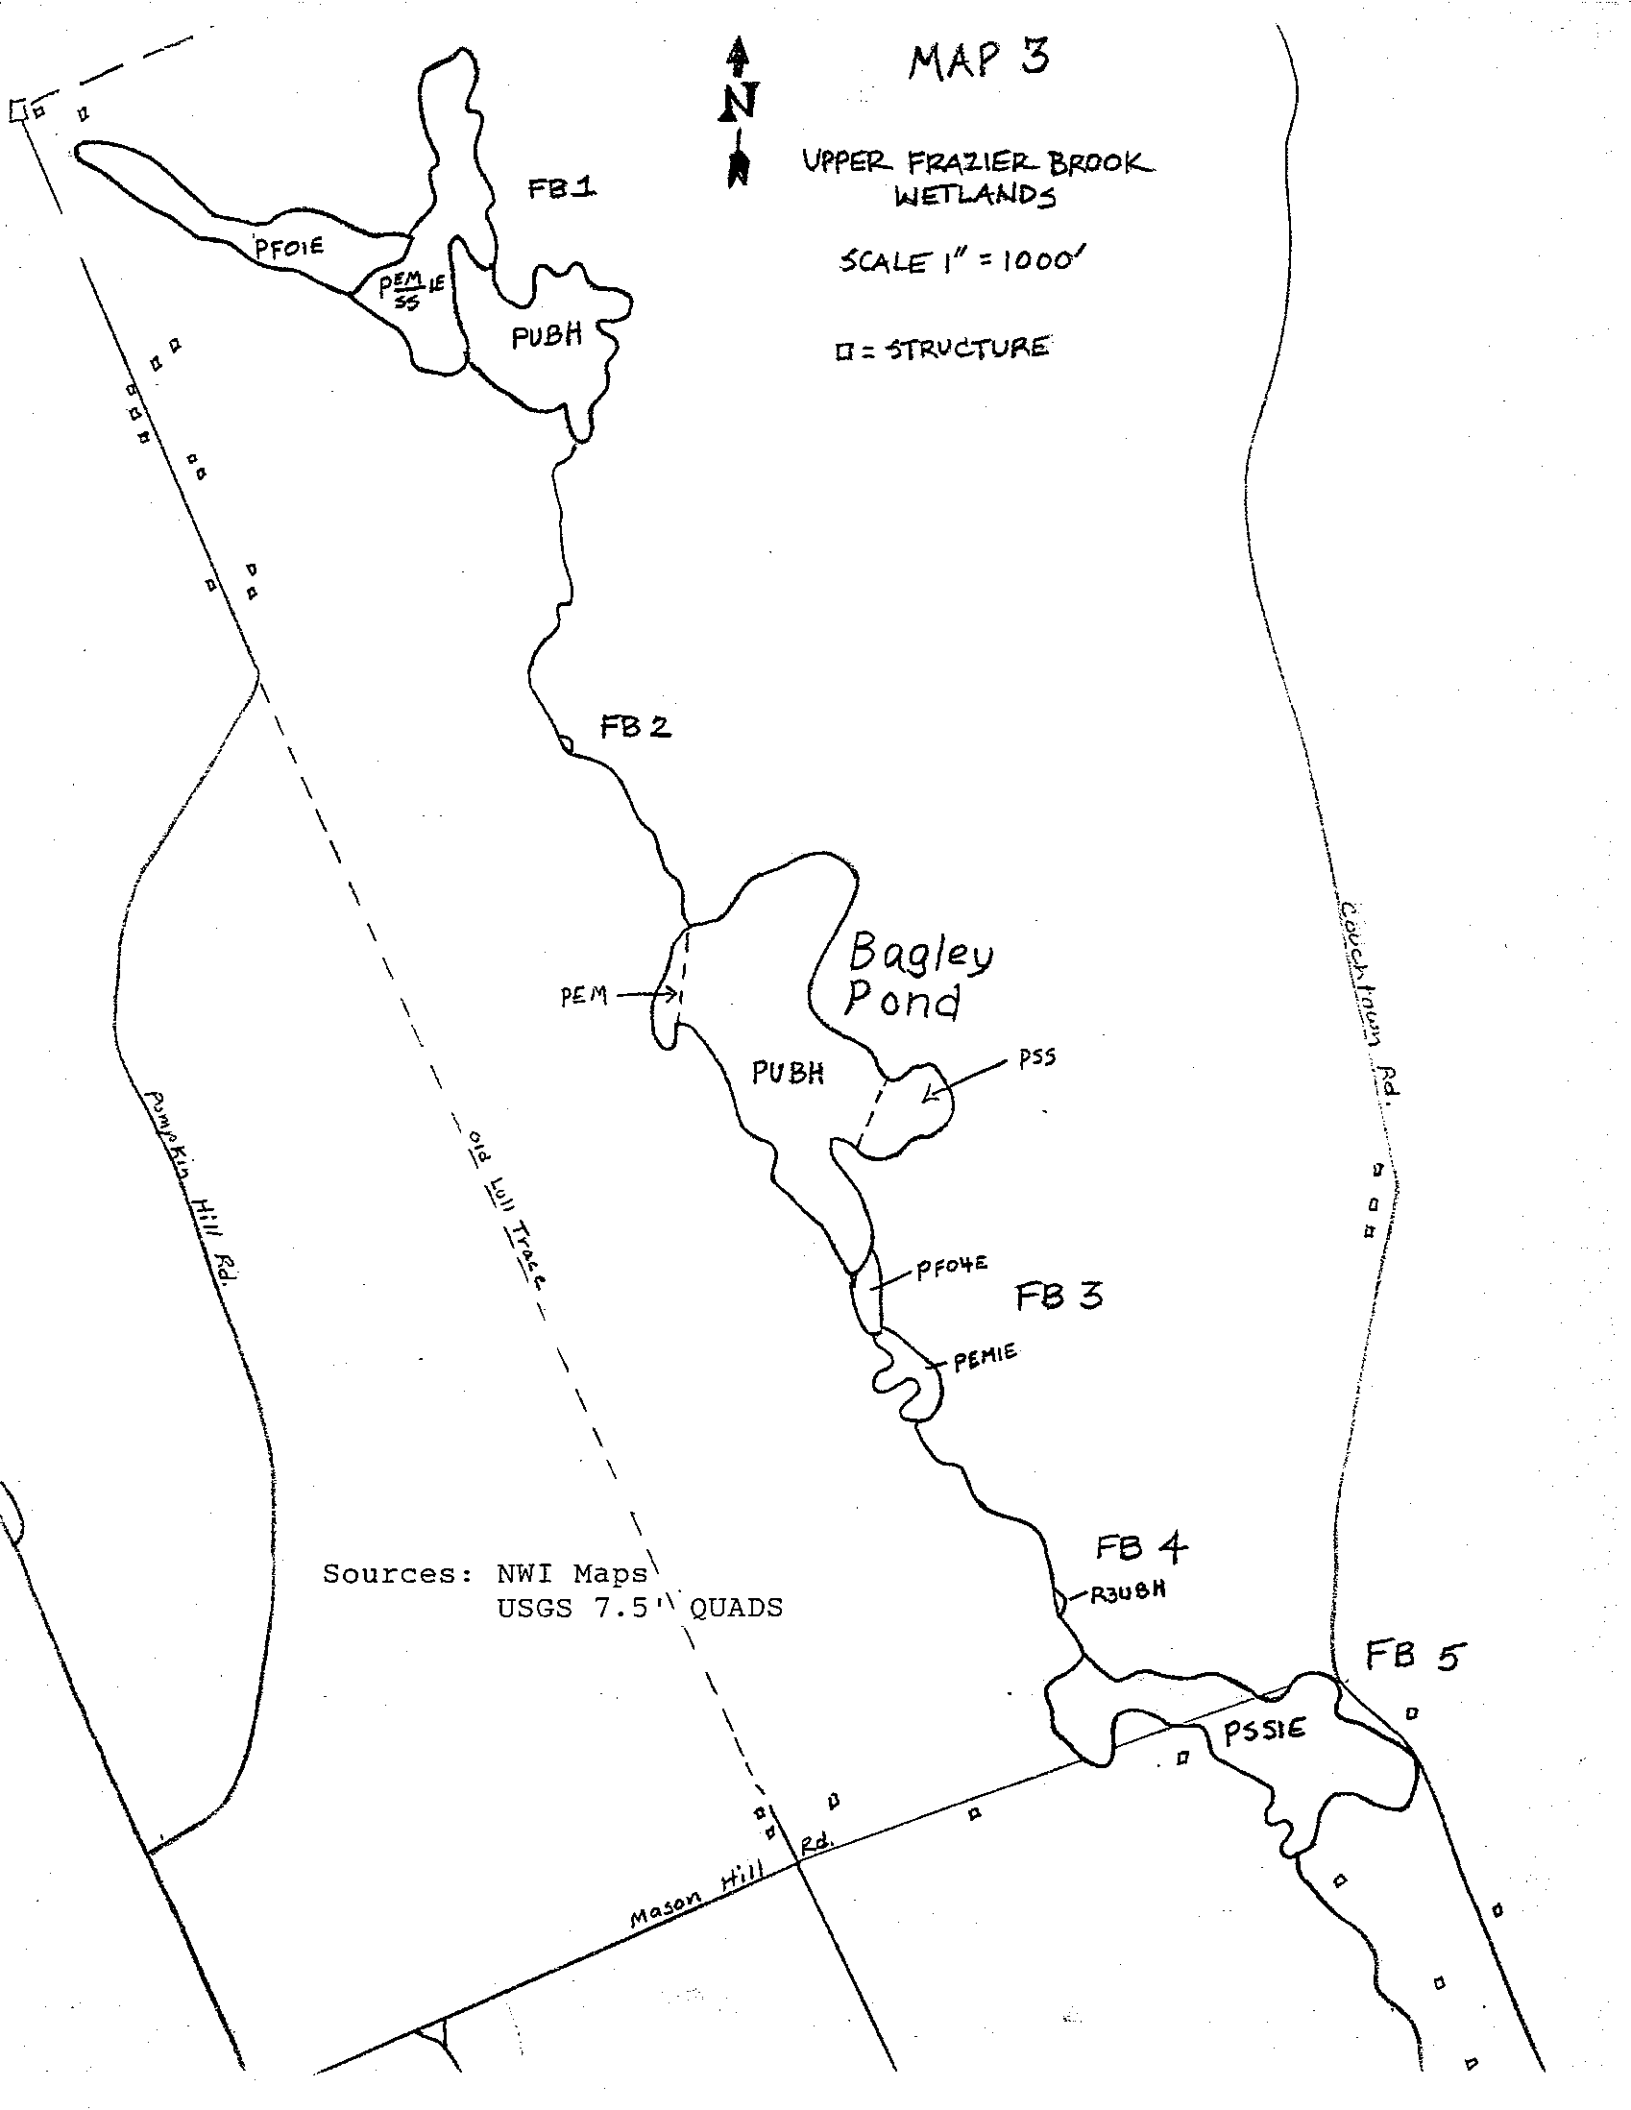 MAP 3
N
UPPER FRAZIER BROOK
WETLANDS
SCALE 1" = 1000'
= STRUCTURE
FB1
PFO1E
PEM/SS 1E
PUBH
FB 2
Bagley
Pond
PEM
PUBH
PSS
Couchtown Rd.
Pumpkin Hill Rd.
Old Lull Trace
PFO4E
FB 3
PEM1E
FB 4
R3UBH
Sources: NWI Maps
USGS 7.5' QUADS
FB 5
PSS1E
Mason Hill Rd.